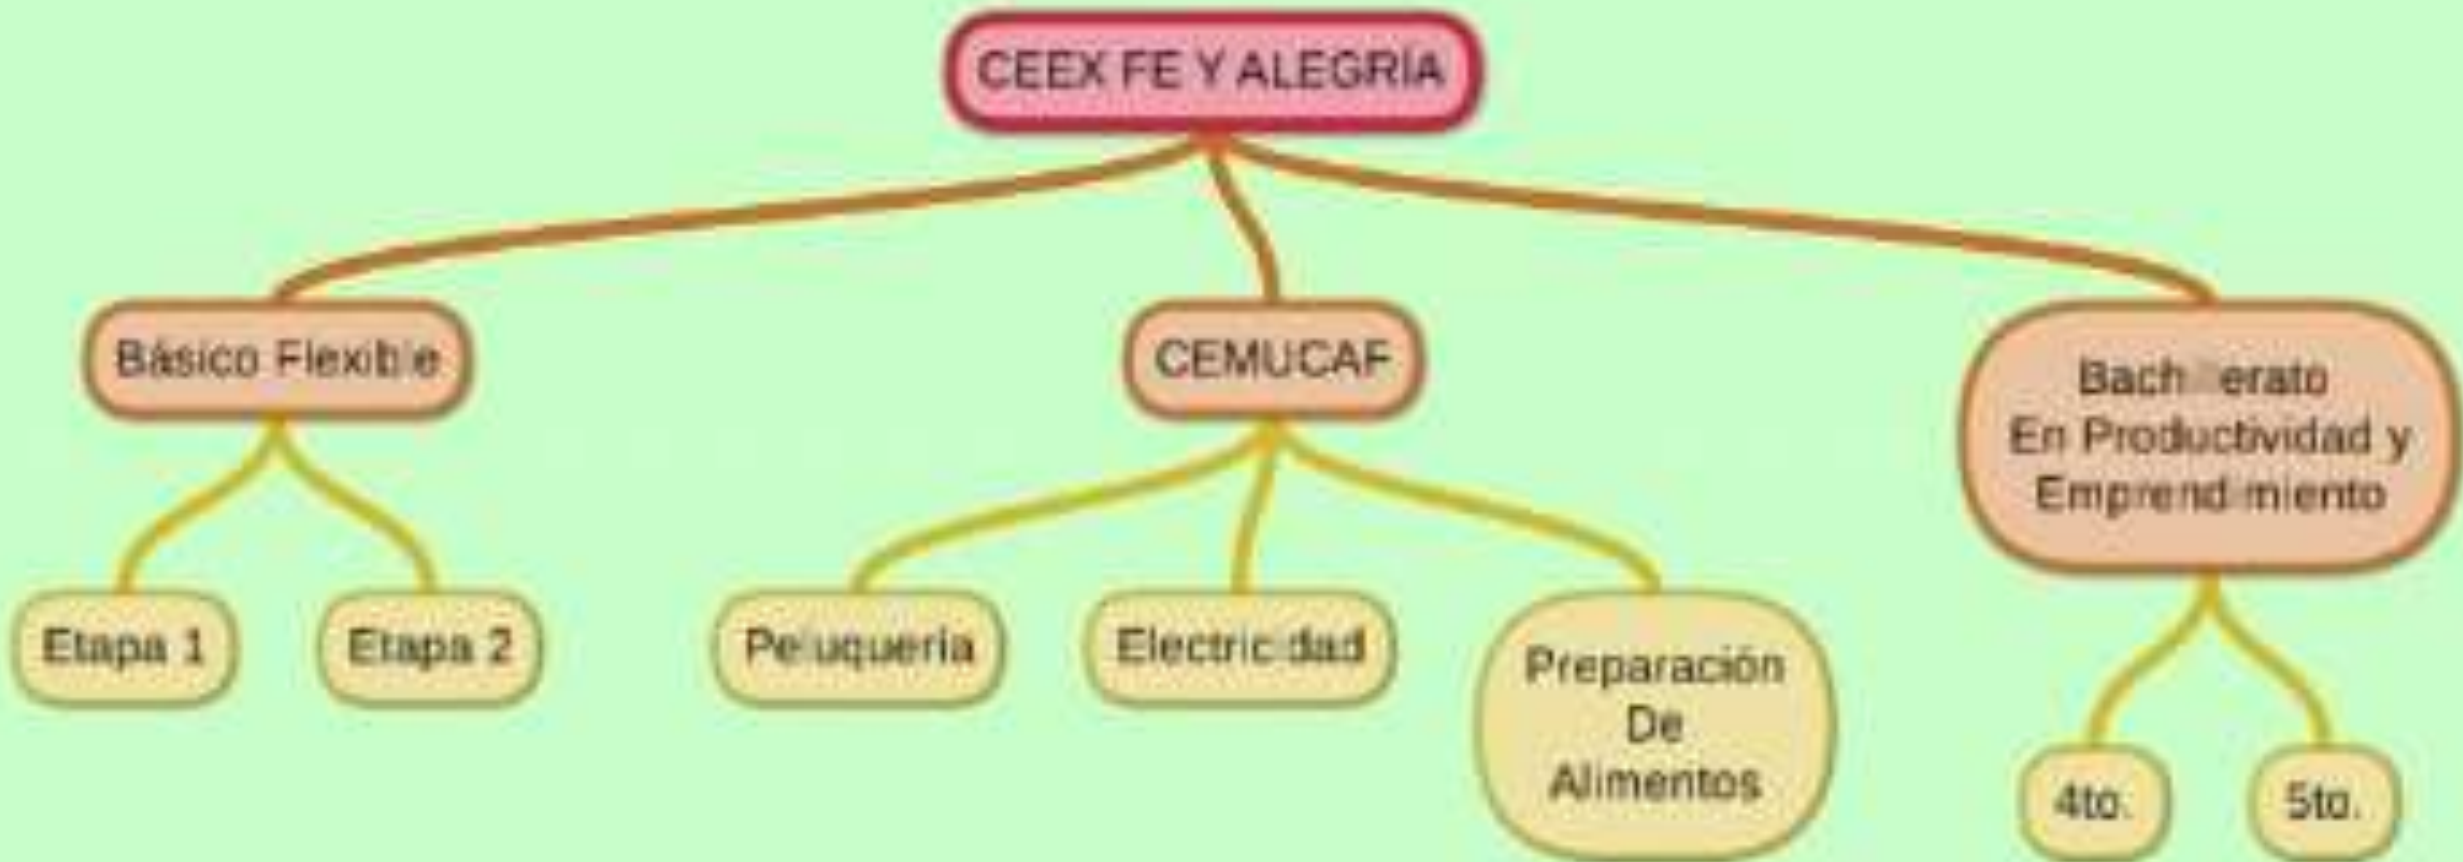 CEEX FE Y ALEGRÍA
Básico Flexible
CEMUCAF
Bachillerato
En Productividad y
Emprendimiento
Etapa 1
Etapa 2
Peluquería
Electricidad
Preparación
De
Alimentos
4to.
5to.